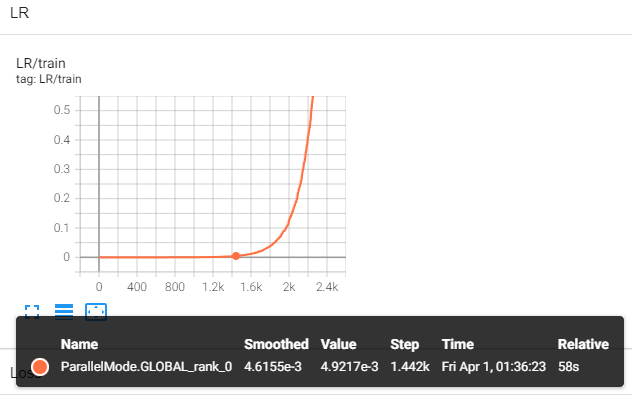 LR
LR/train
tag: LR/train
0.5
0.4
0.3
0.2
0.1
0
0 400 800 1.2k 1.6k 2k 2.4k
Name Smoothed Value Step Time Relative
ParallelMode.GLOBAL_rank_0 4.6155e-3 4.9217e-3 1.442k Fri Apr 1, 01:36:23 58s